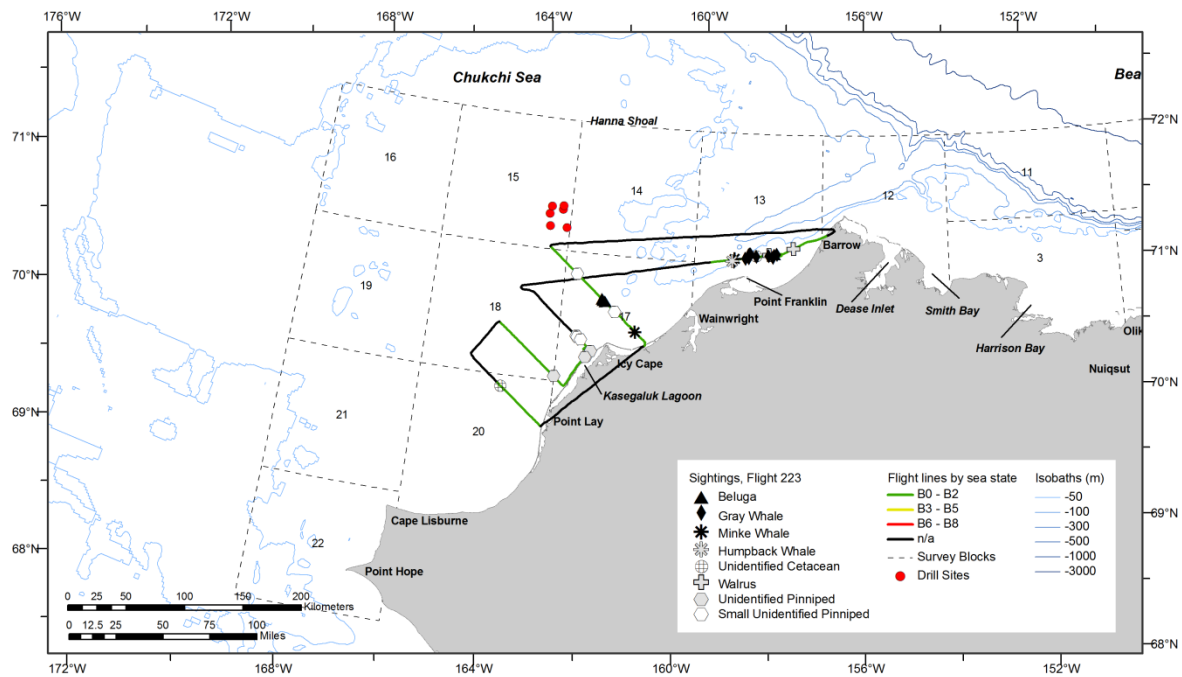 176°W 168°W 166°W 164°W 162°W 160°W 158°W 156°W 154°W 152°W
Chukchi Sea
Bea
72°N
71°N
Hanna Shoal
16
15
14
13
12
11
Barrow
71°N
3
70°N
19
18
17
Point Franklin
Wainwright
Dease Inlet
Smith Bay
Harrison Bay
Olik
Icy Cape
Nuiqsut
70°N
Kasegaluk Lagoon
69°N
21
20
Point Lay
Cape Lisburne
69°N
68°N
22
Point Hope
68°N
Sightings, Flight 223
Beluga
Gray Whale
Minke Whale
Humpback Whale
Unidentified Cetacean
Walrus
Unidentified Pinniped
Small Unidentified Pinniped
Flight lines by sea state
B0 - B2
B3 - B5
B6 - B8
n/a
Survey Blocks
Drill Sites
Isobaths (m)
-50
-100
-300
-500
-1000
-3000
0 25 50 100 150 200
Kilometers
0 12.5 25 50 75 100
Miles
172°W 168°W 164°W 160°W 156°W 152°W